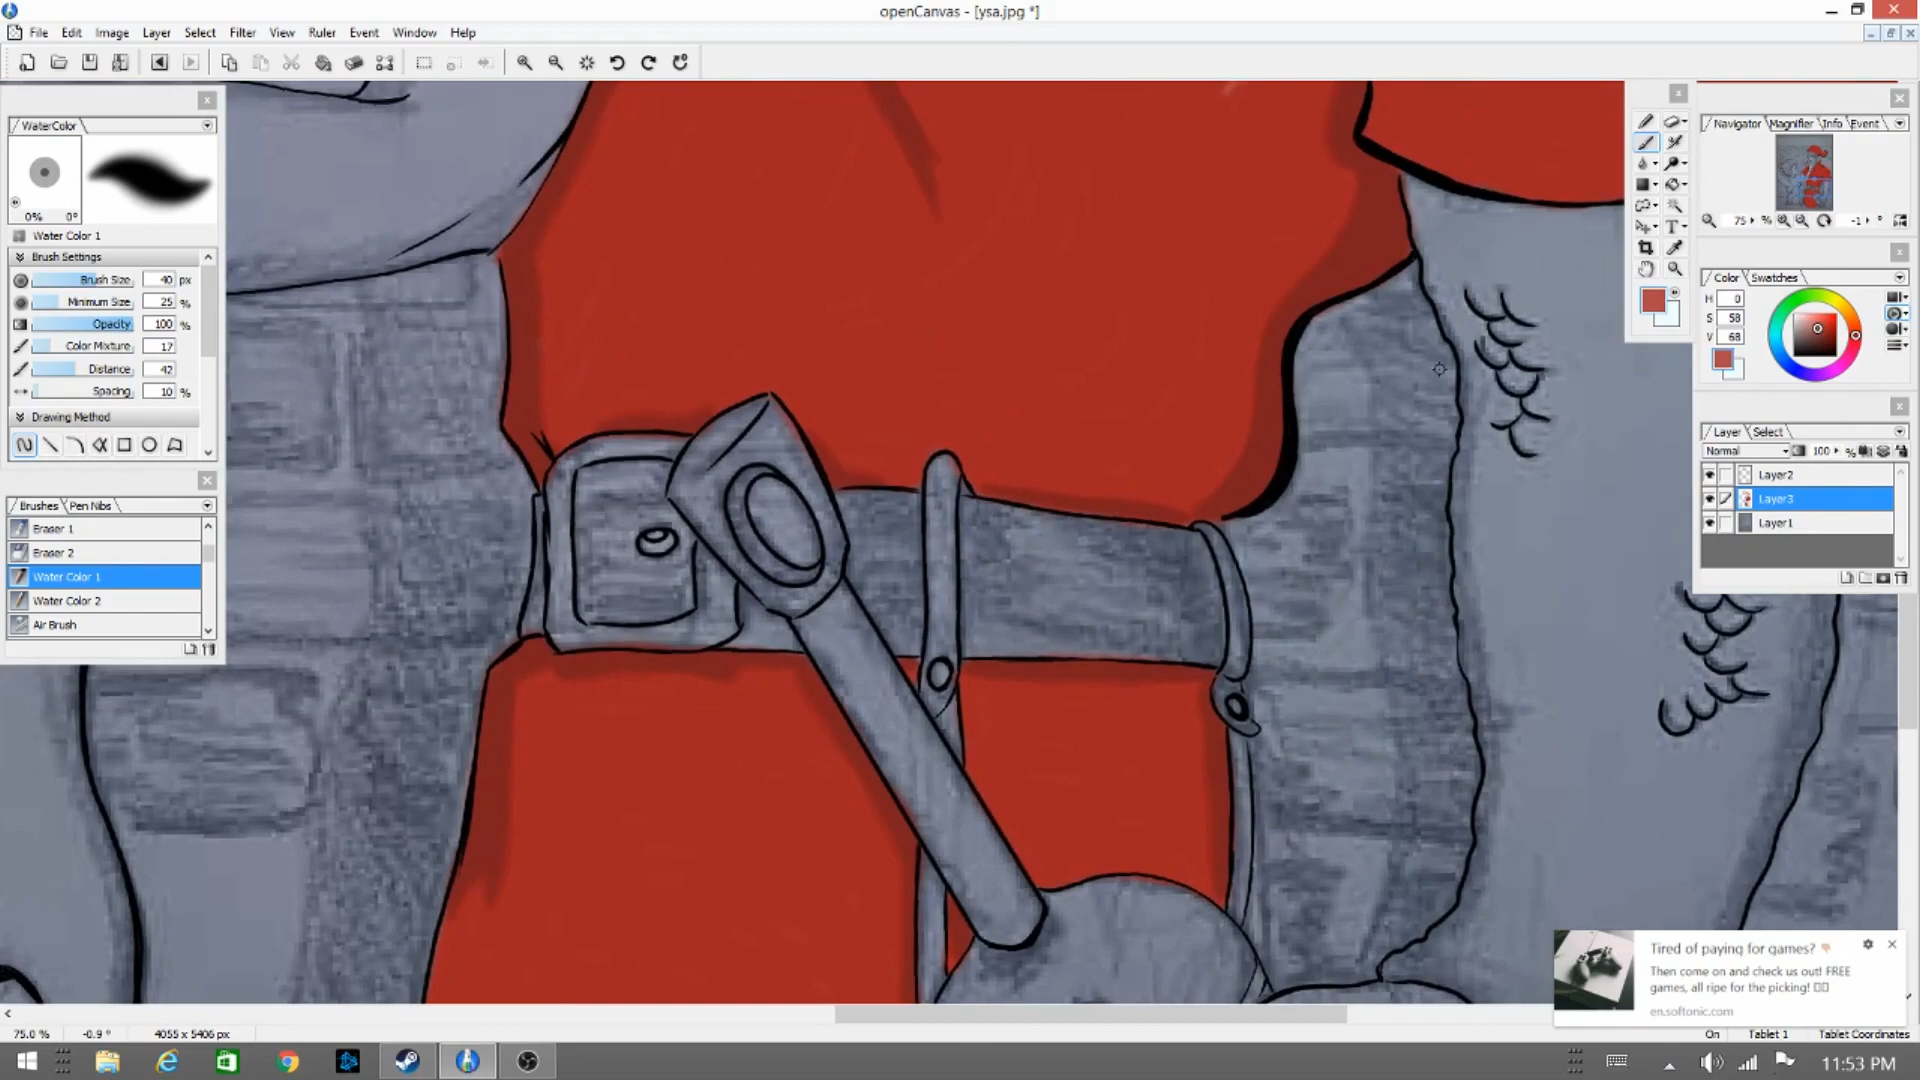 openCanvas - [ysa.jpg *]
File Edit Image Layer Select Filter View Ruler Event Window Help
WaterColor
0% 0°
Water Color 1
Brush Settings
Brush Size 40 px
Minimum Size 25 %
Opacity 100 %
Color Mixture 17
Distance 42
Spacing 10 %
Drawing Method
Brushes Pen Nibs
Eraser 1
Eraser 2
Water Color 1
Water Color 2
Air Brush
Navigator Magnifier Info Event
75 % -1 °
Color Swatches
H 0
S 58
V 68
Layer Select
Normal 100 %
Layer2
Layer3
Layer1
Tired of paying for games?
Then come on and check us out! FREE
games, all ripe for the picking!
en.softonic.com
75.0 % -0.9 ° 4055 x 5406 px On Tablet 1 Tablet Coordinates
11:53 PM